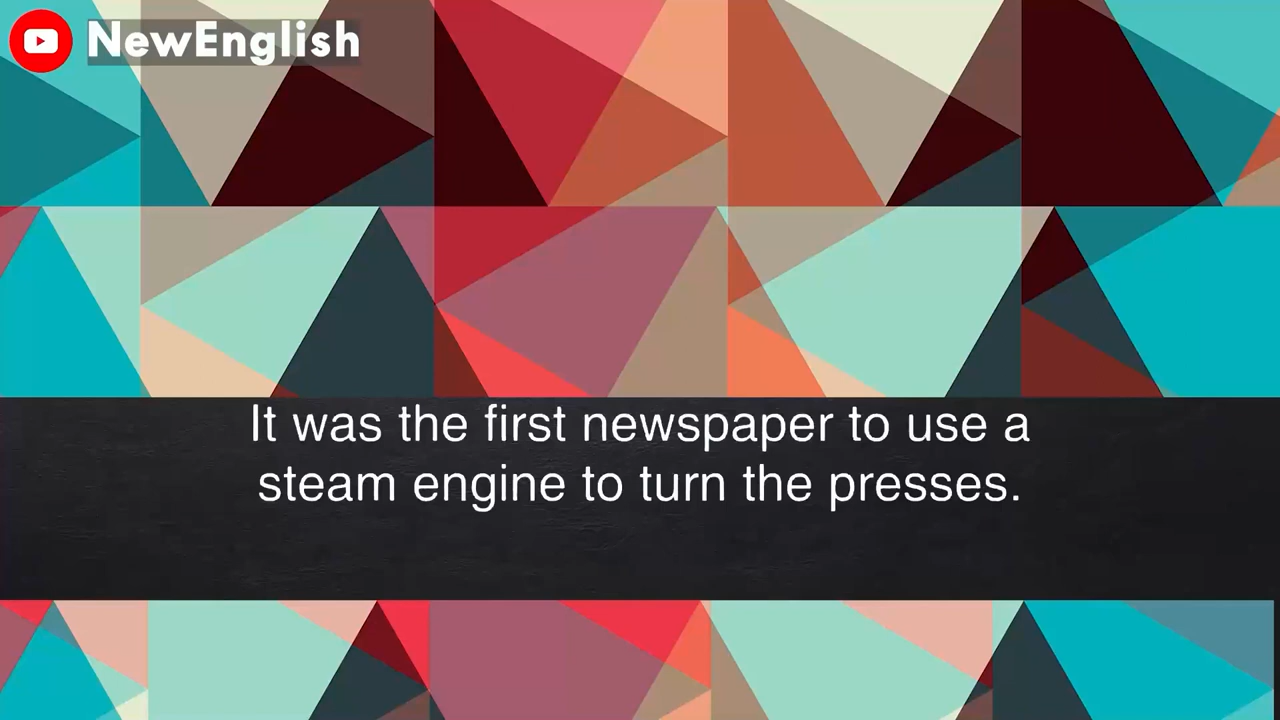 NewEnglish
It was the first newspaper to use a
steam engine to turn the presses.